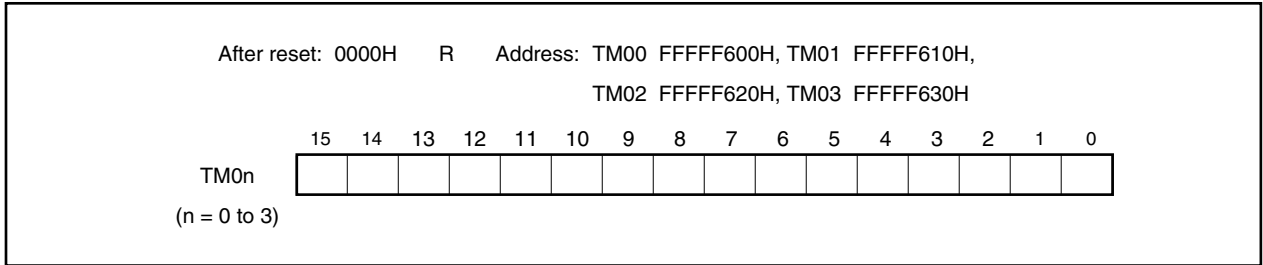 After reset: 0000H R Address: TM00 FFFFF600H, TM01 FFFFF610H,
TM02 FFFFF620H, TM03 FFFFF630H
15 14 13 12 11 10 9 8 7 6 5 4 3 2 1 0
TM0n
(n = 0 to 3)